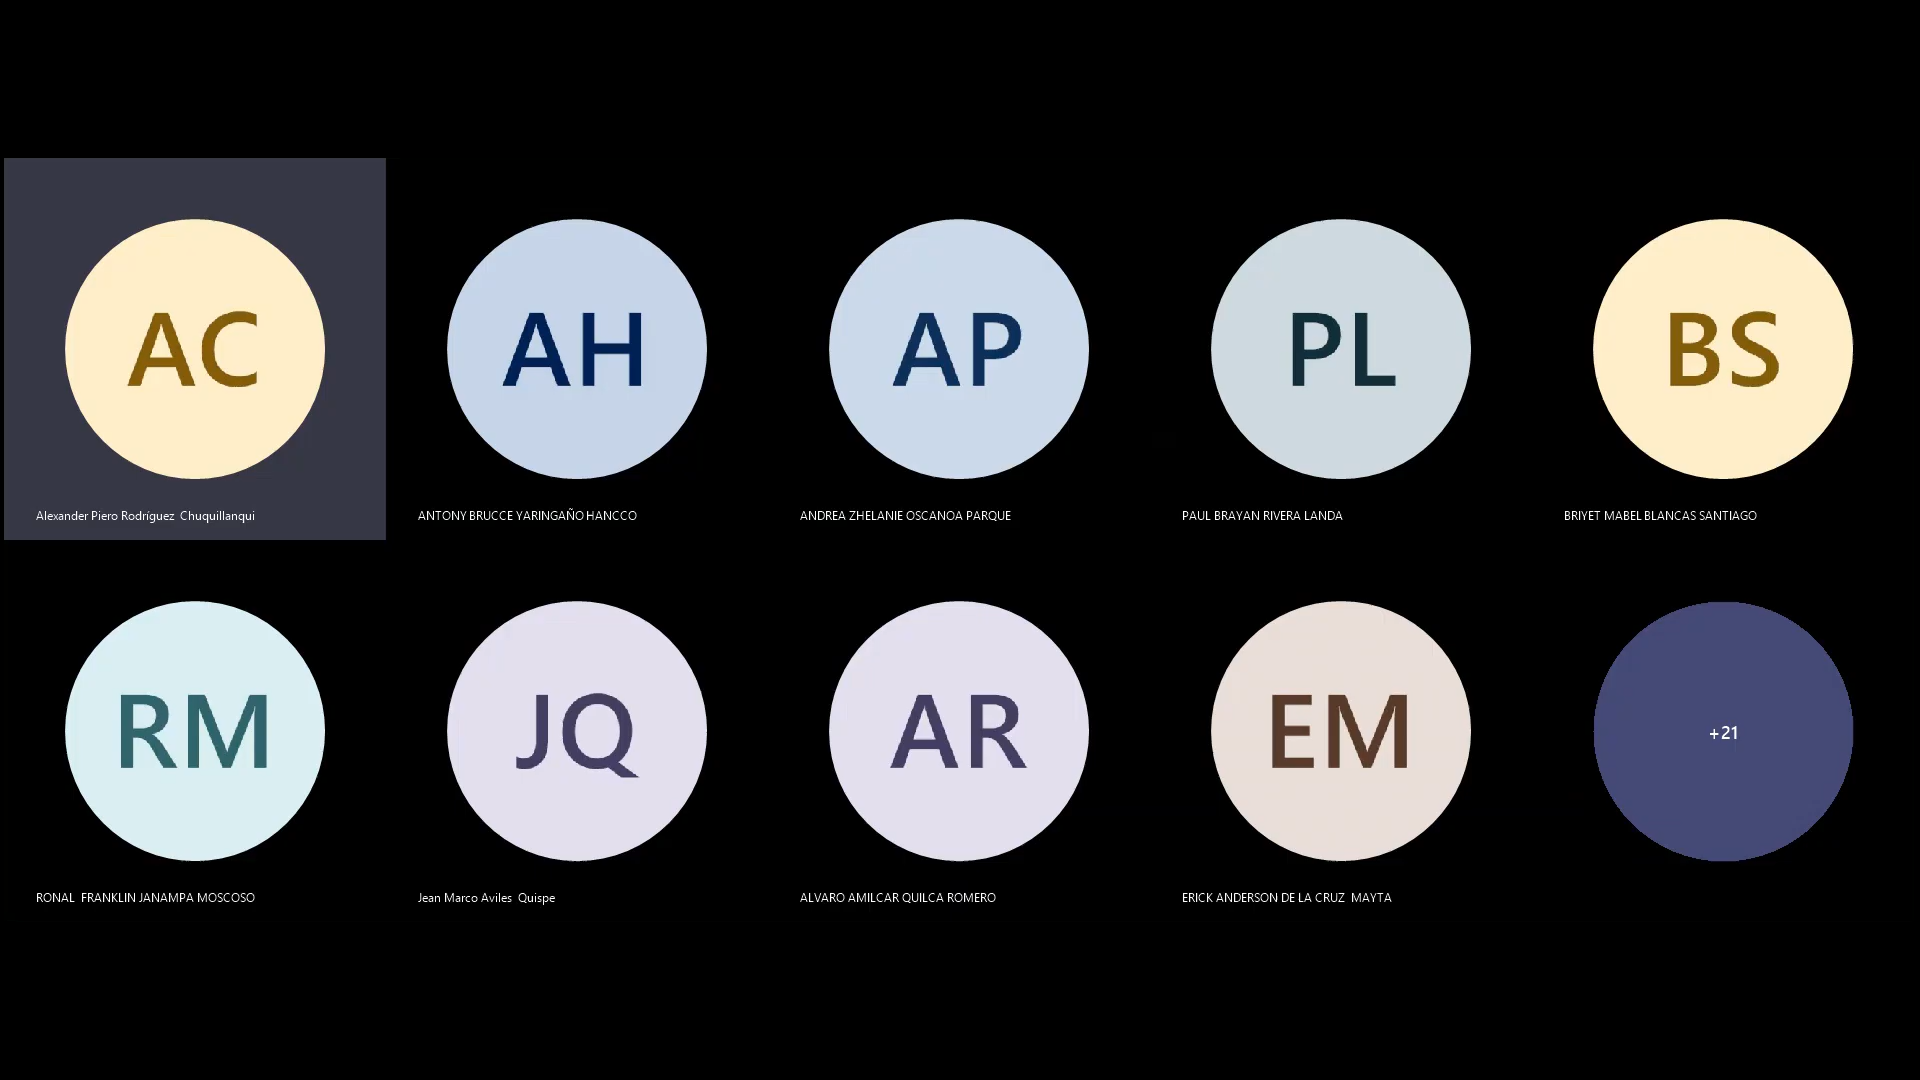 AC
AH
AP
PL
BS
Alexander Piero Rodríguez Chuquillanqui
ANTONY BRUCCE YARINGAÑO HANCCO
ANDREA ZHELANIE OSCANOA PARQUE
PAUL BRAYAN RIVERA LANDA
BRIYET MABEL BLANCAS SANTIAGO
RM
JQ
AR
EM
+21
RONAL FRANKLIN JANAMPA MOSCOSO
Jean Marco Aviles Quispe
ALVARO AMILCAR QUILCA ROMERO
ERICK ANDERSON DE LA CRUZ MAYTA